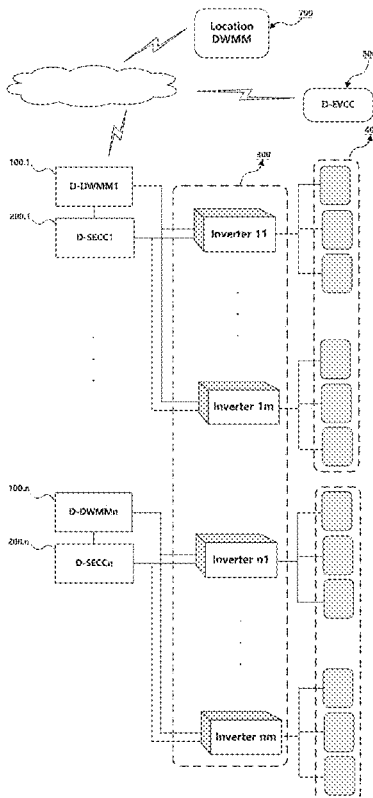 700
Location
DWMM
D-EVCC
100.1
D-DWMM1
300
200.1
D-SECC1
Inverter 11
Inverter 1m
100.n
D-DWMMn
200.n
D-SECCn
Inverter n1
Inverter nm